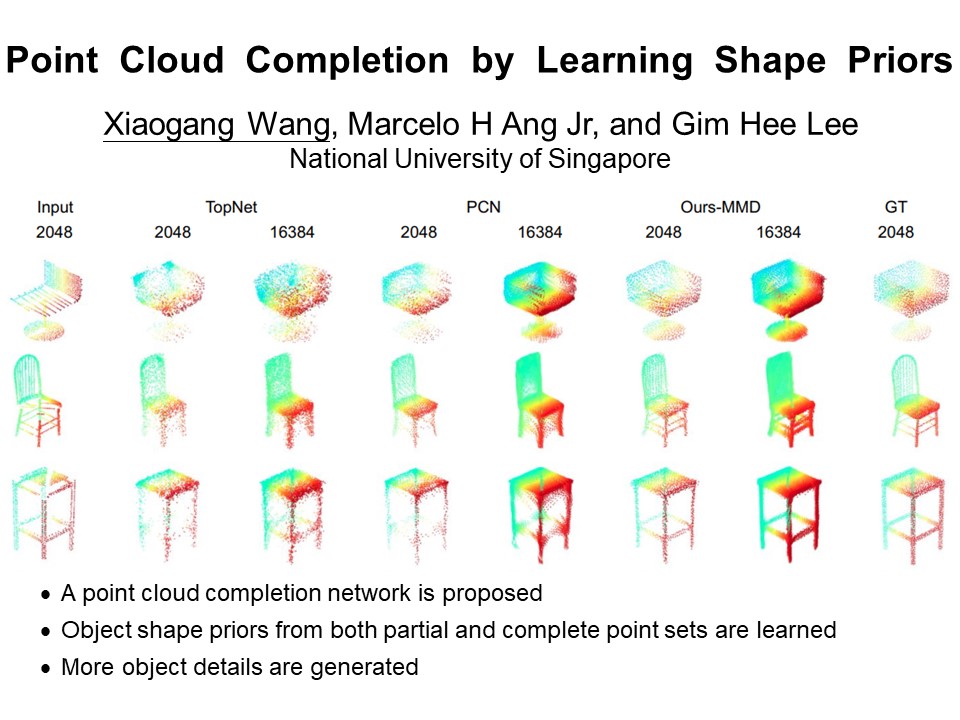 Point Cloud Completion by Learning Shape Priors
Xiaogang Wang, Marcelo H Ang Jr, and Gim Hee Lee
National University of Singapore
Input TopNet PCN Ours-MMD GT
2048 2048 16384 2048 16384 2048 16384 2048
• A point cloud completion network is proposed
• Object shape priors from both partial and complete point sets are learned
• More object details are generated